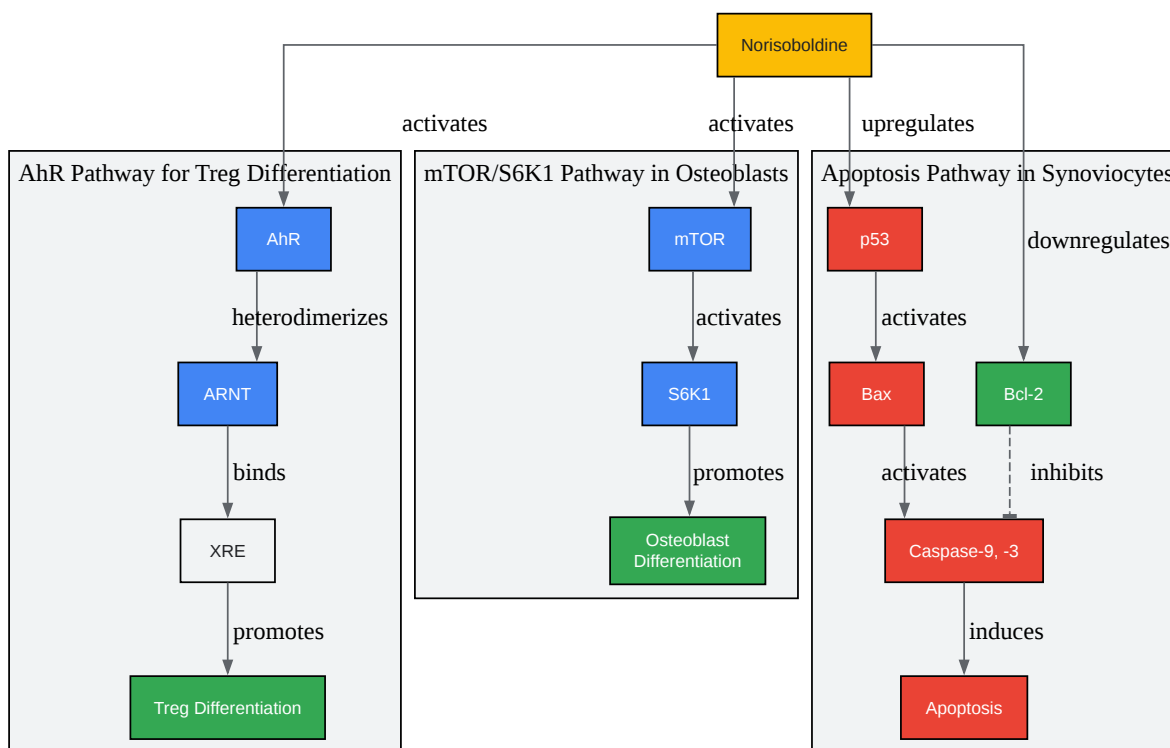 Norisoboldine
activates
activates
upregulates
AhR Pathway for Treg Differentiation
mTOR/S6K1 Pathway in Osteoblasts
Apoptosis Pathway in Synoviocytes
AhR
mTOR
p53
downregulates
heterodimerizes
activates
activates
ARNT
S6K1
Bax
Bcl-2
binds
promotes
activates
inhibits
XRE
Osteoblast
Differentiation
Caspase-9, -3
promotes
induces
Treg Differentiation
Apoptosis